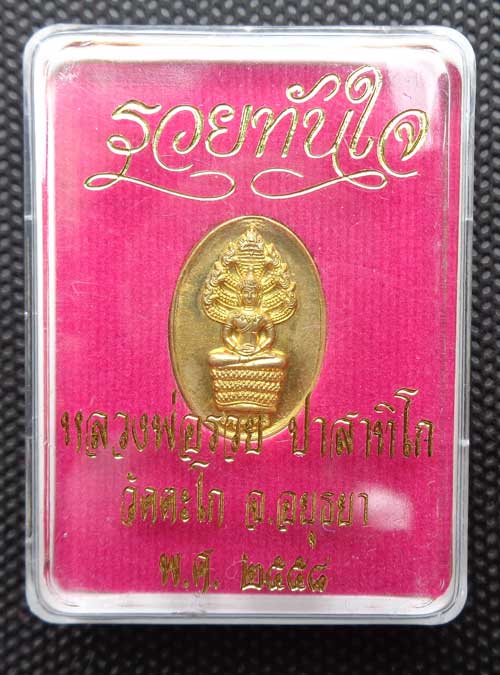 รวยทันใจ
หลวงพ่อรวย ปาสาทิโก
วัดตะโก อ.อยุธยา
พ.ศ. ๒๕๕๘